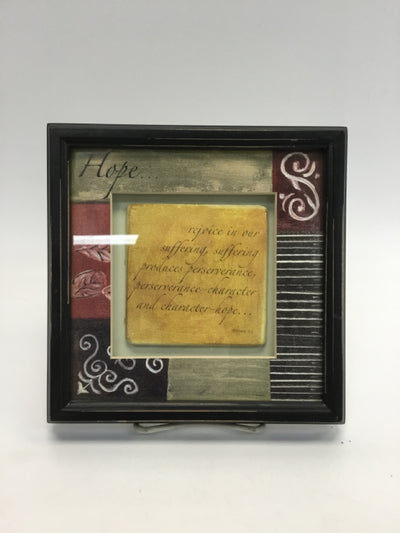 Hope...
rejoice in our
suffering, suffering
produces perserverance,
perserverance-character
and character-hope...